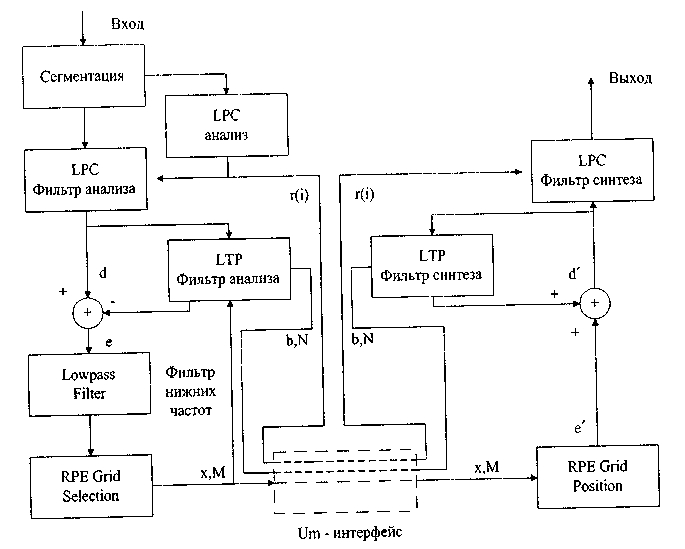 Вход
Сегментация
LPC
анализ
LPC
Фильтр анализа
r(i)
LTP
Фильтр анализа
d
+
-
+
e
b,N
Lowpass
Filter
Фильтр
нижних
частот
RPE Grid
Selection
x,M
Um - интерфейс
Выход
LPC
Фильтр синтеза
r(i)
LTP
Фильтр синтеза
d´
+
+
+
b,N
e´
x,M
RPE Grid
Position